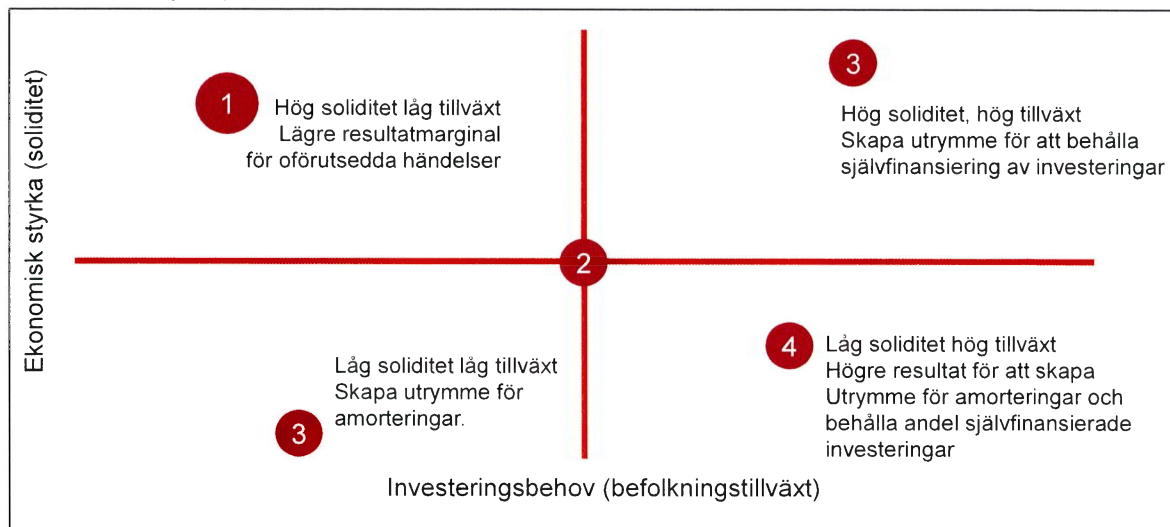 Ekonomisk styrka (soliditet)
1
Hög soliditet låg tillväxt
Lägre resultatmarginal
för oförutsedda händelser
3
Hög soliditet, hög tillväxt
Skapa utrymme för att behålla
självfinansiering av investeringar
2
Låg soliditet låg tillväxt
Skapa utrymme för
amorteringar.
3
4
Låg soliditet hög tillväxt
Högre resultat för att skapa
Utrymme för amorteringar och
behålla andel självfinansierade
investeringar
Investeringsbehov (befolkningstillväxt)